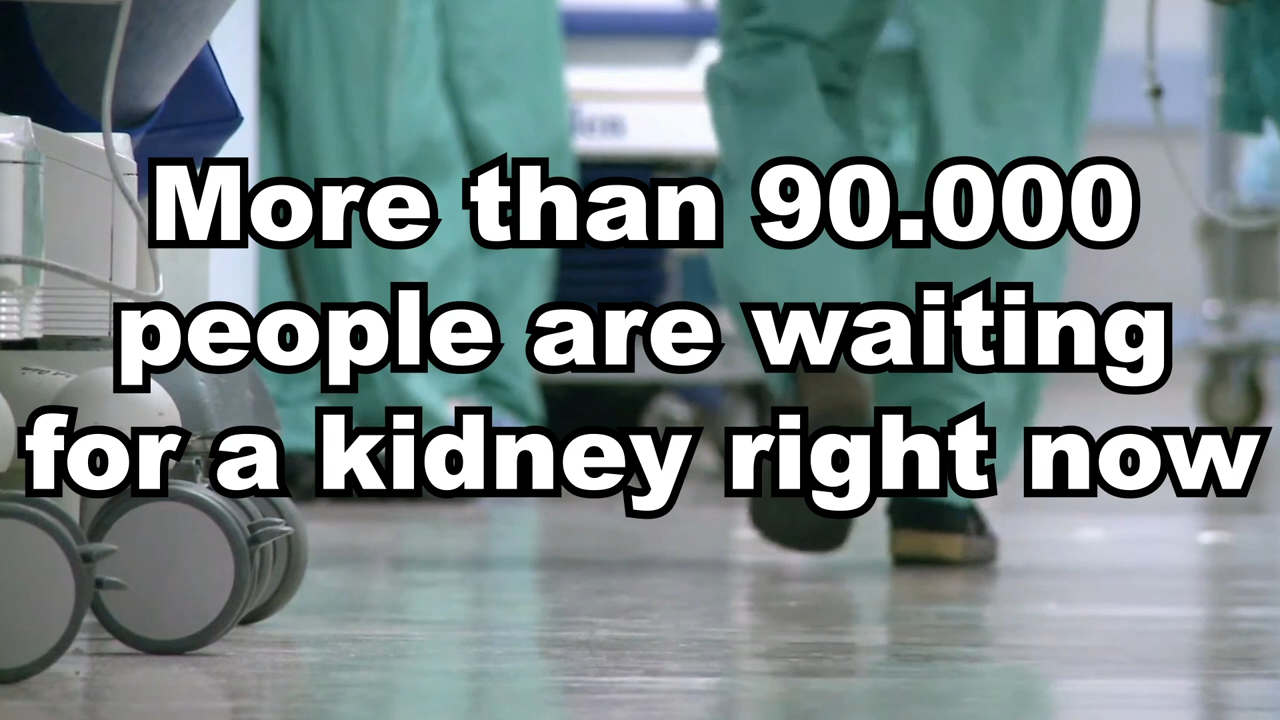 More than 90.000
people are waiting
for a kidney right now